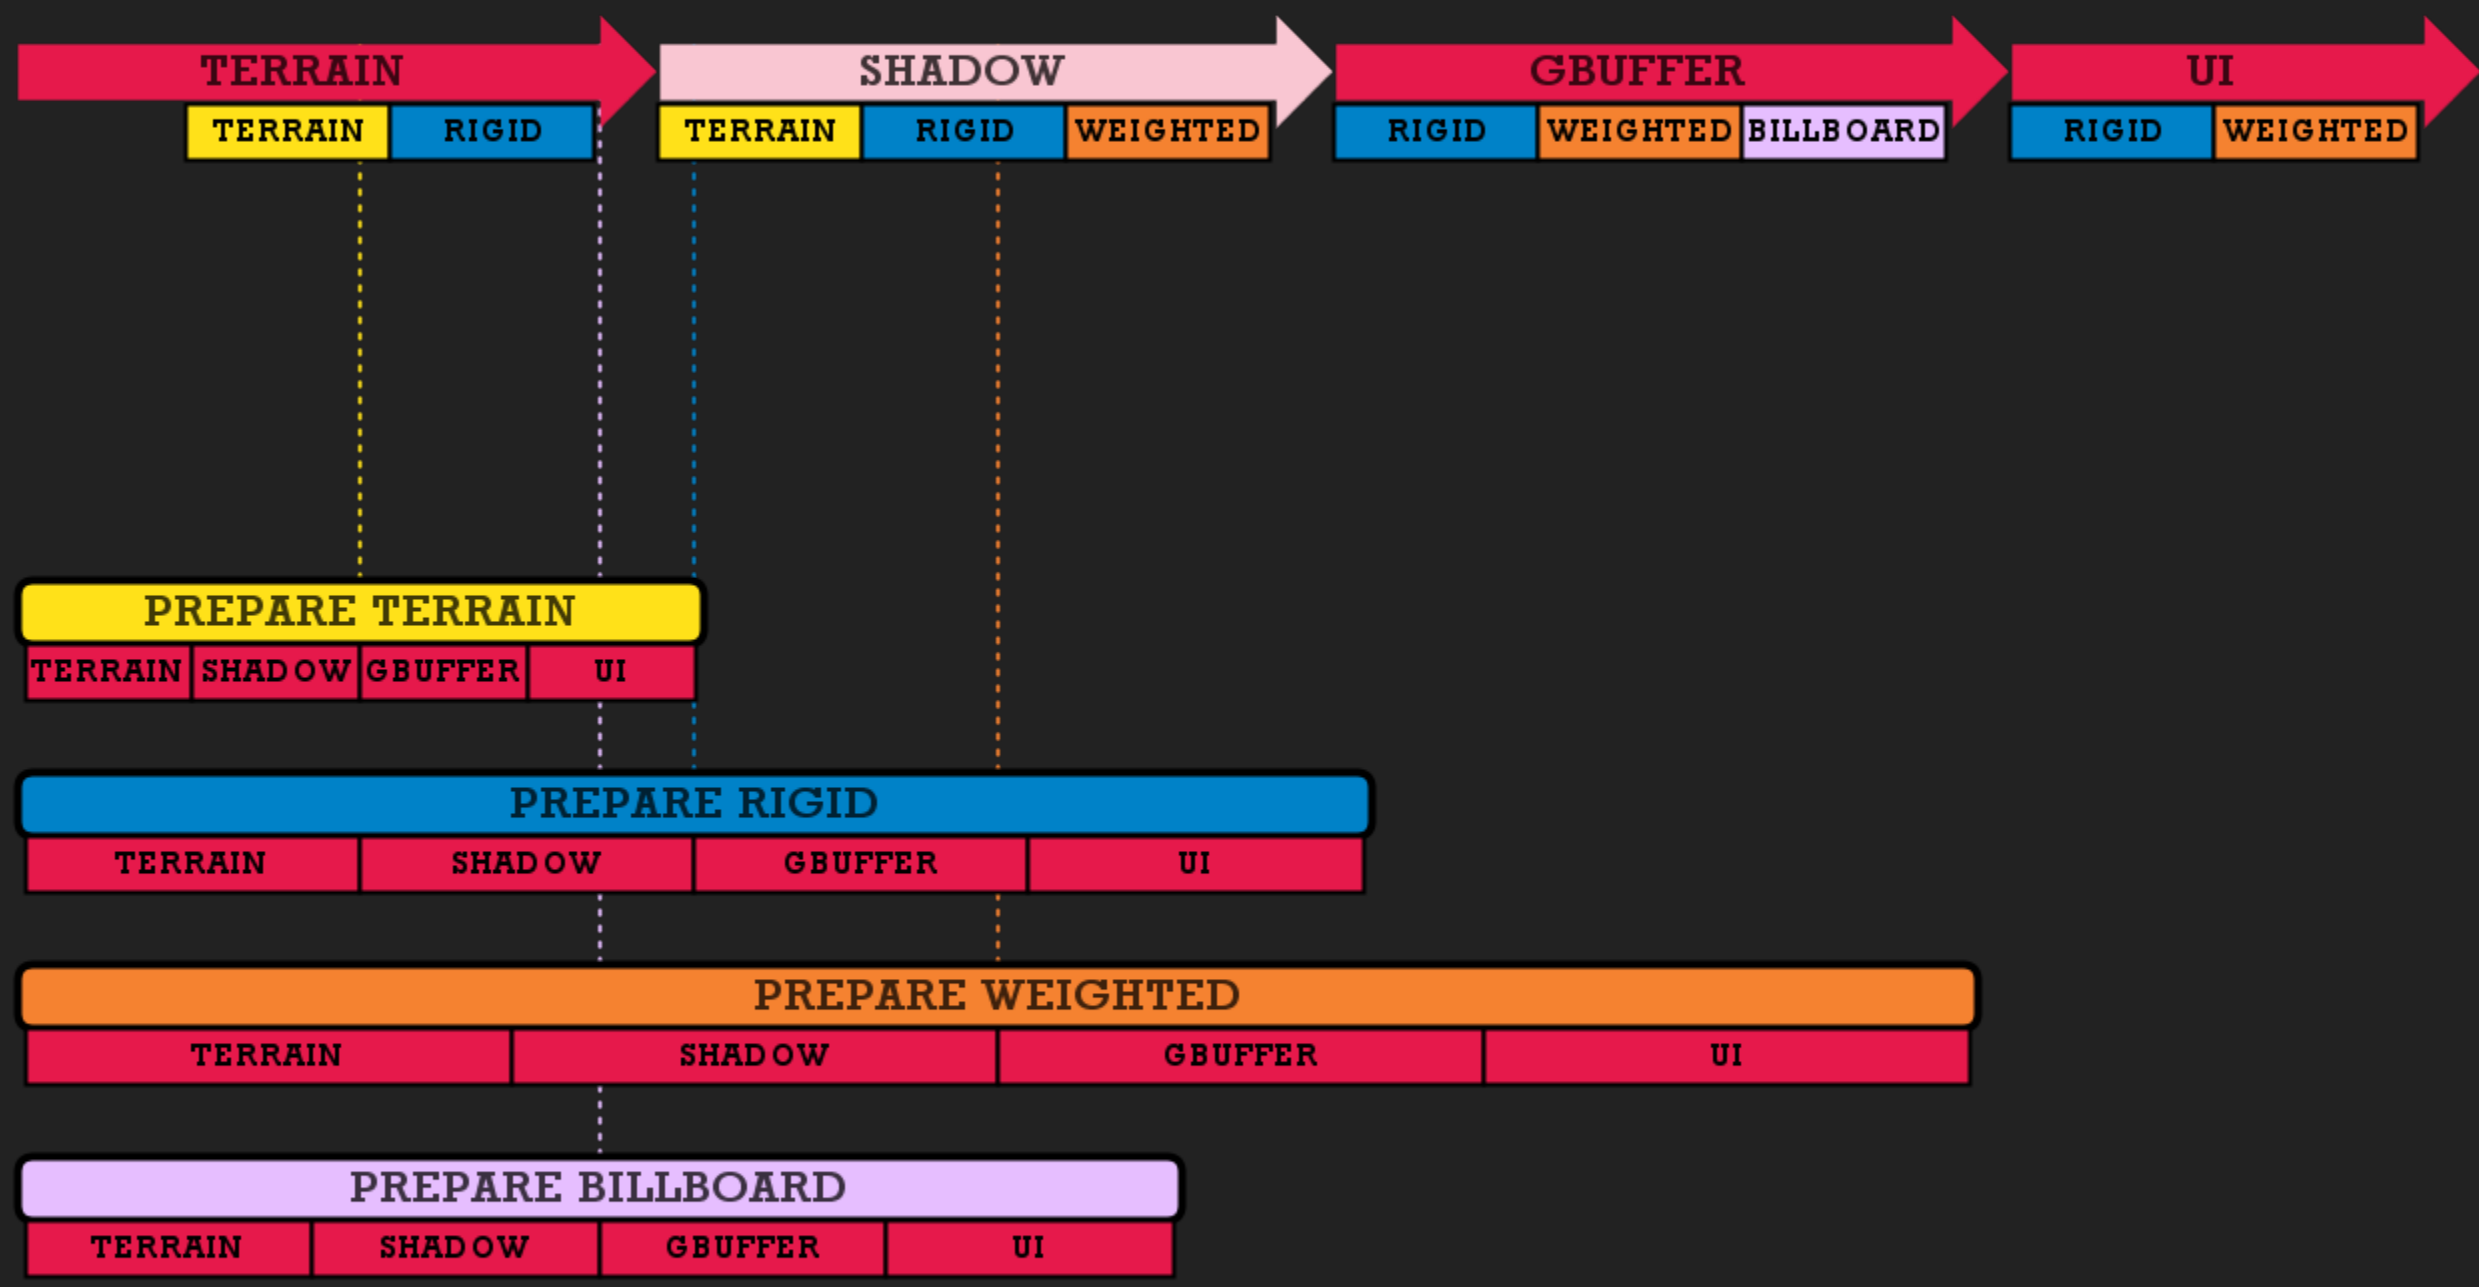 TERRAIN SHADOW GBUFFER UI
TERRAIN RIGID TERRAIN RIGID WEIGHTED RIGID WEIGHTED BILLBOARD RIGID WEIGHTED
PREPARE TERRAIN
TERRAIN SHADOW GBUFFER UI
PREPARE RIGID
TERRAIN SHADOW GBUFFER UI
PREPARE WEIGHTED
TERRAIN SHADOW GBUFFER UI
PREPARE BILLBOARD
TERRAIN SHADOW GBUFFER UI